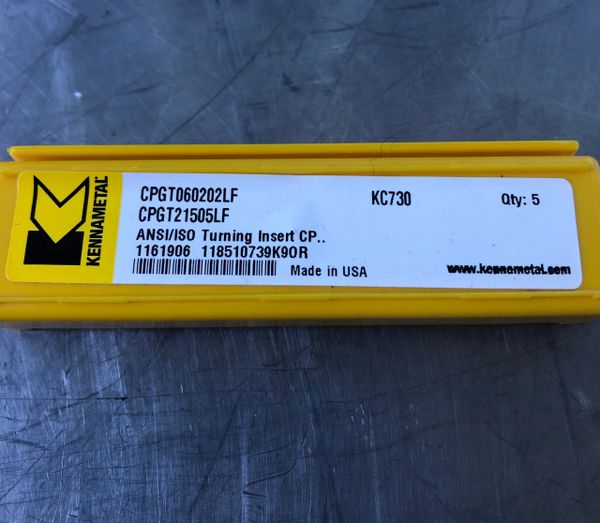 KENNAMETAL
CPGT060202LF KC730 Qty: 5
CPGT21505LF
ANSI/ISO Turning Insert CP..
1161906 118510739K90R
Made in USA www.kennametal.com